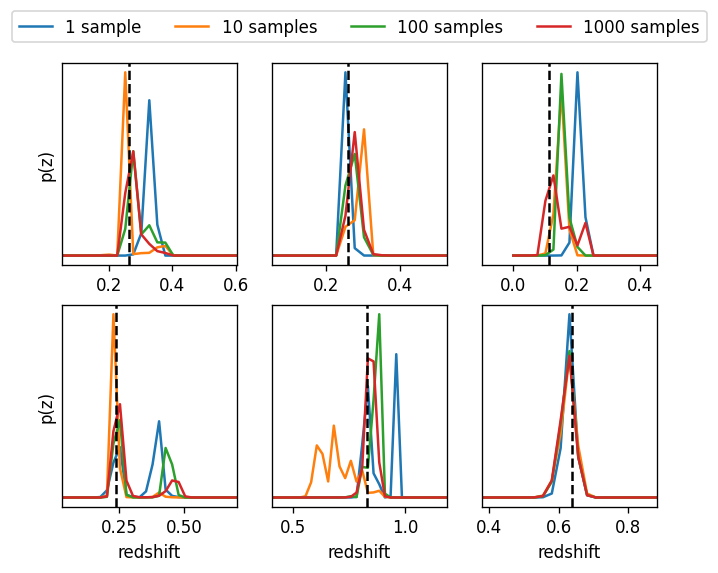 1 sample 10 samples 100 samples 1000 samples
p(z)
0.2 0.4 0.6 0.2 0.4 0.0 0.2 0.4
p(z)
0.25 0.50 0.5 1.0 0.4 0.6 0.8
redshift redshift redshift